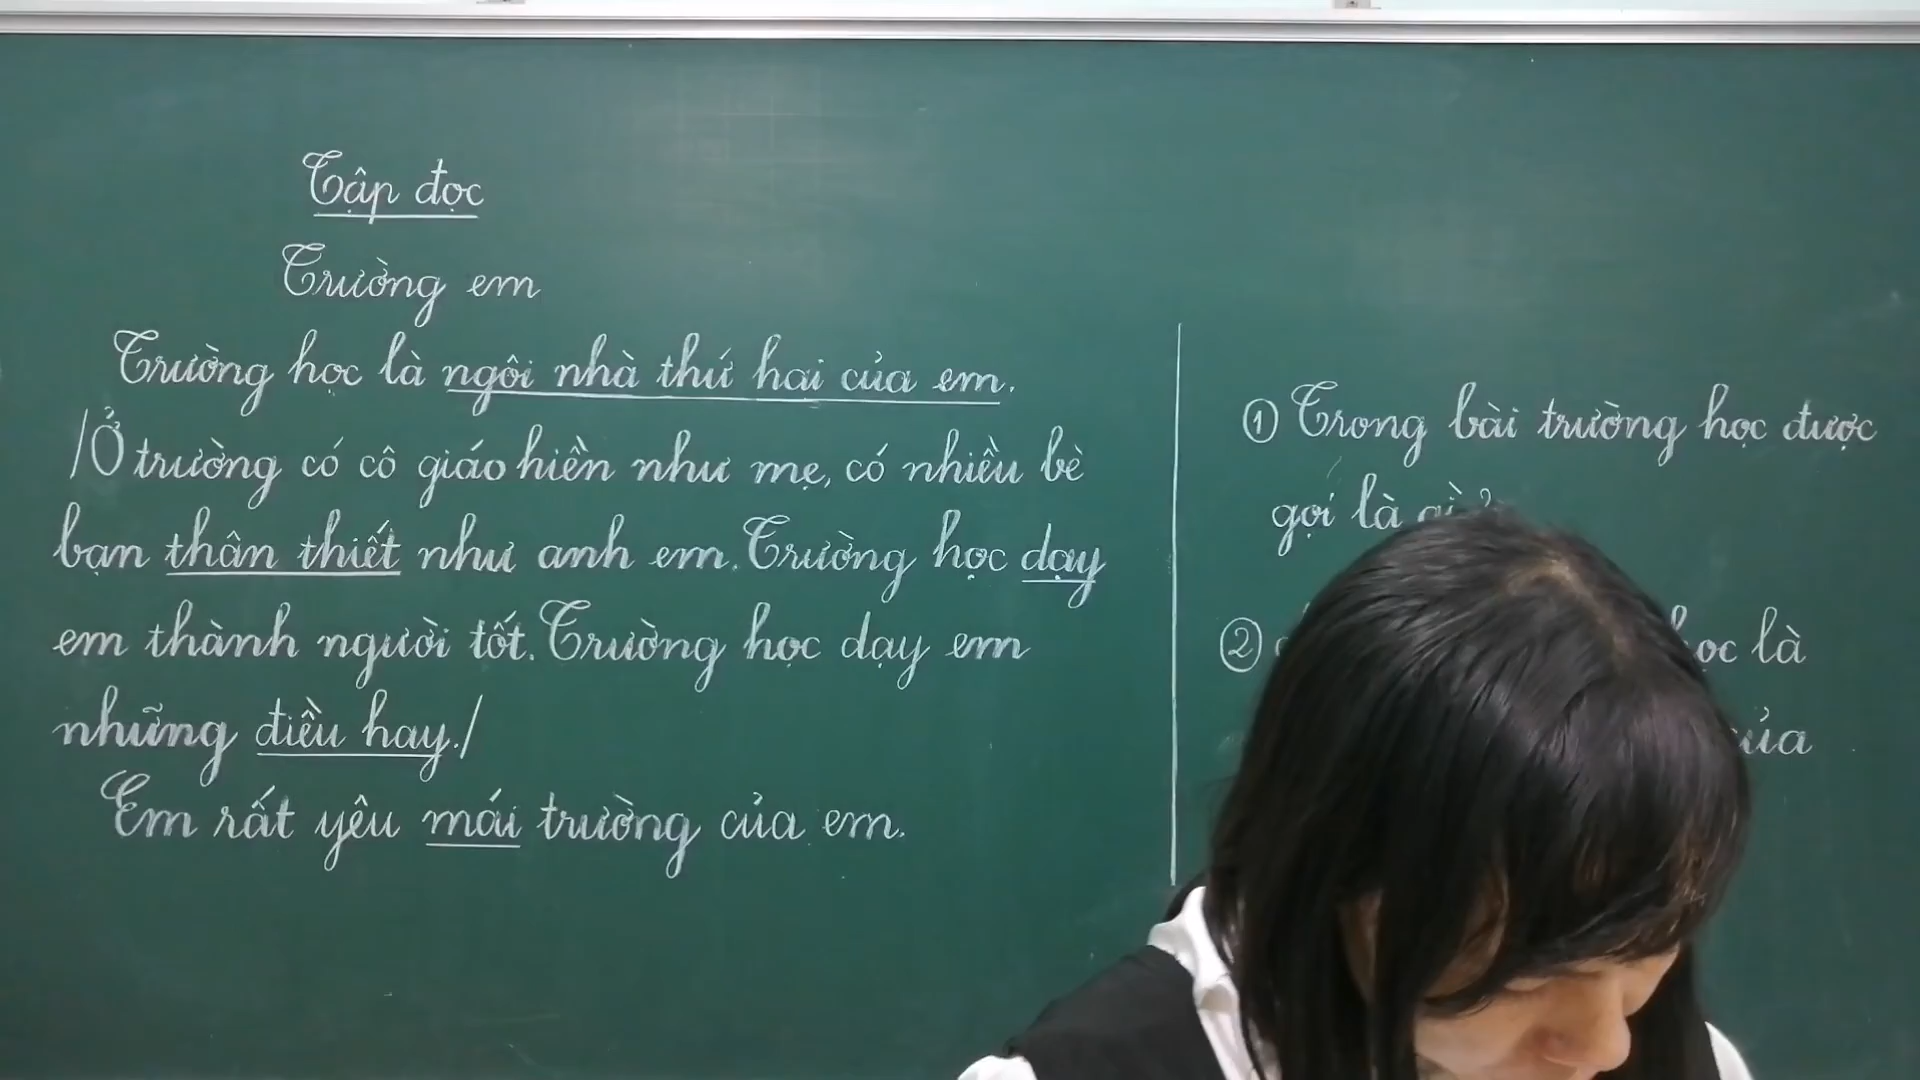 Tập đọc
Trường em
Trường học là ngôi nhà thứ hai của em.
/Ở trường có cô giáo hiền như mẹ, có nhiều bè
bạn thân thiết như anh em. Trường học dạy
em thành người tốt. Trường học dạy em
những điều hay./
Em rất yêu mái trường của em.
① Trong bài trường học được
gọi là gì?
② học là
của